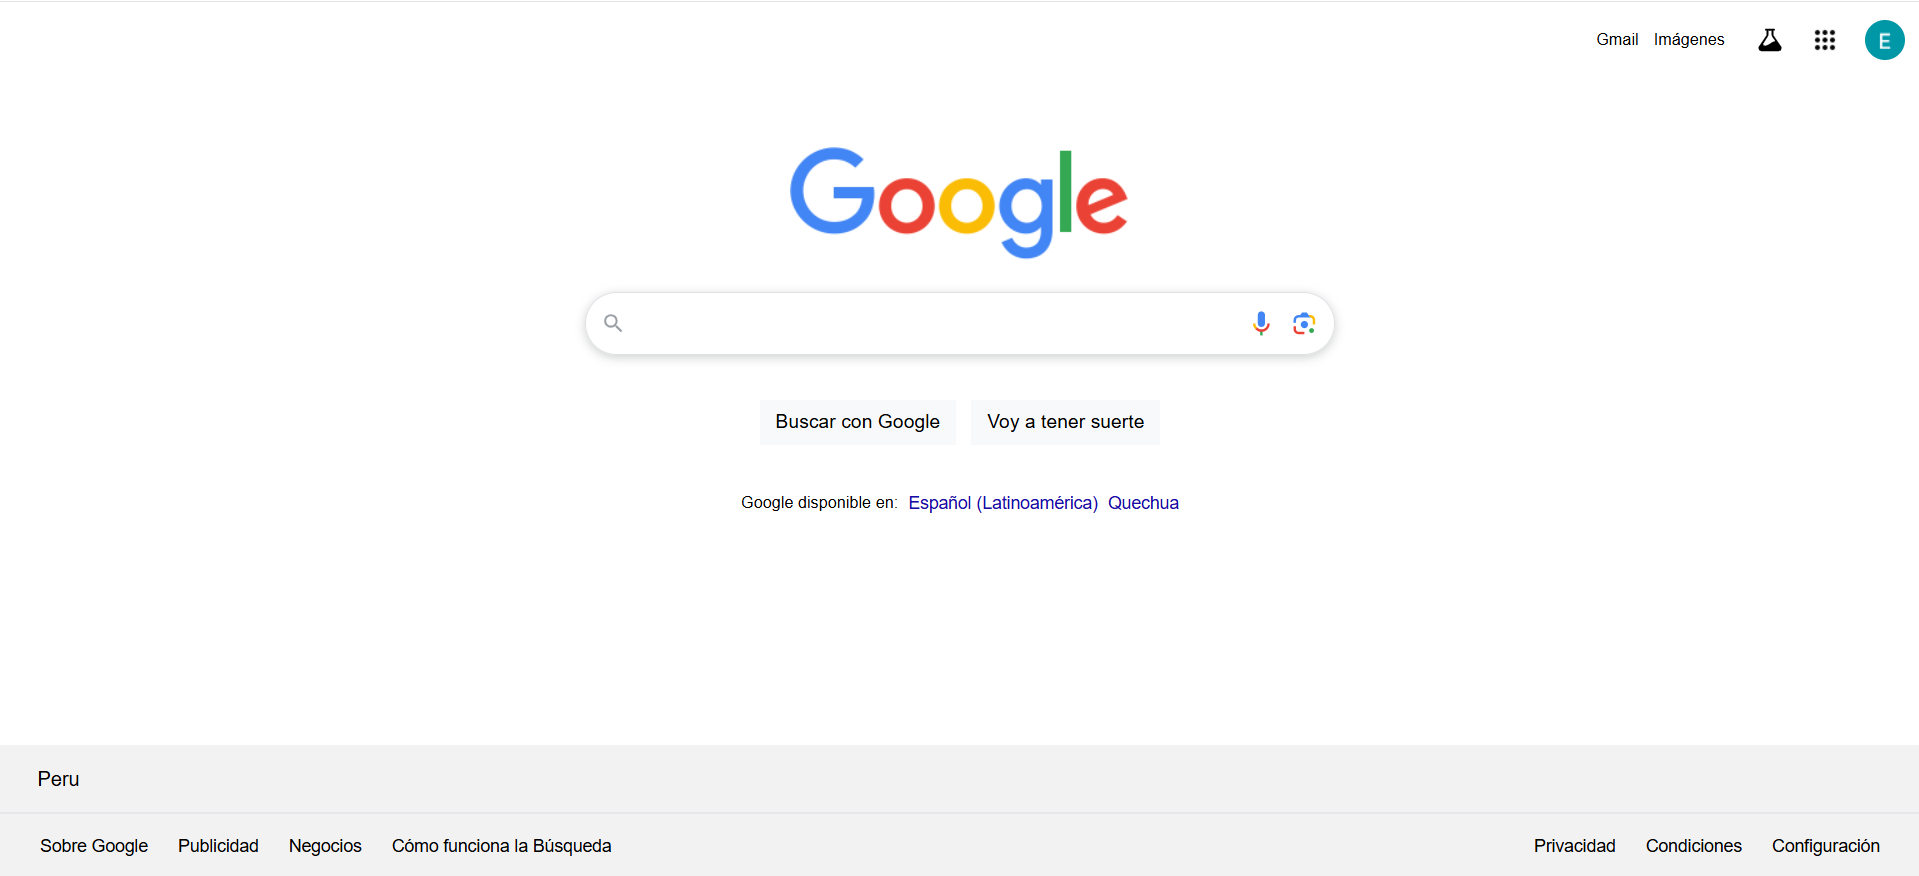 Gmail Imágenes E
Google
Buscar con Google Voy a tener suerte
Google disponible en: Español (Latinoamérica) Quechua
Peru
Sobre Google Publicidad Negocios Cómo funciona la Búsqueda Privacidad Condiciones Configuración